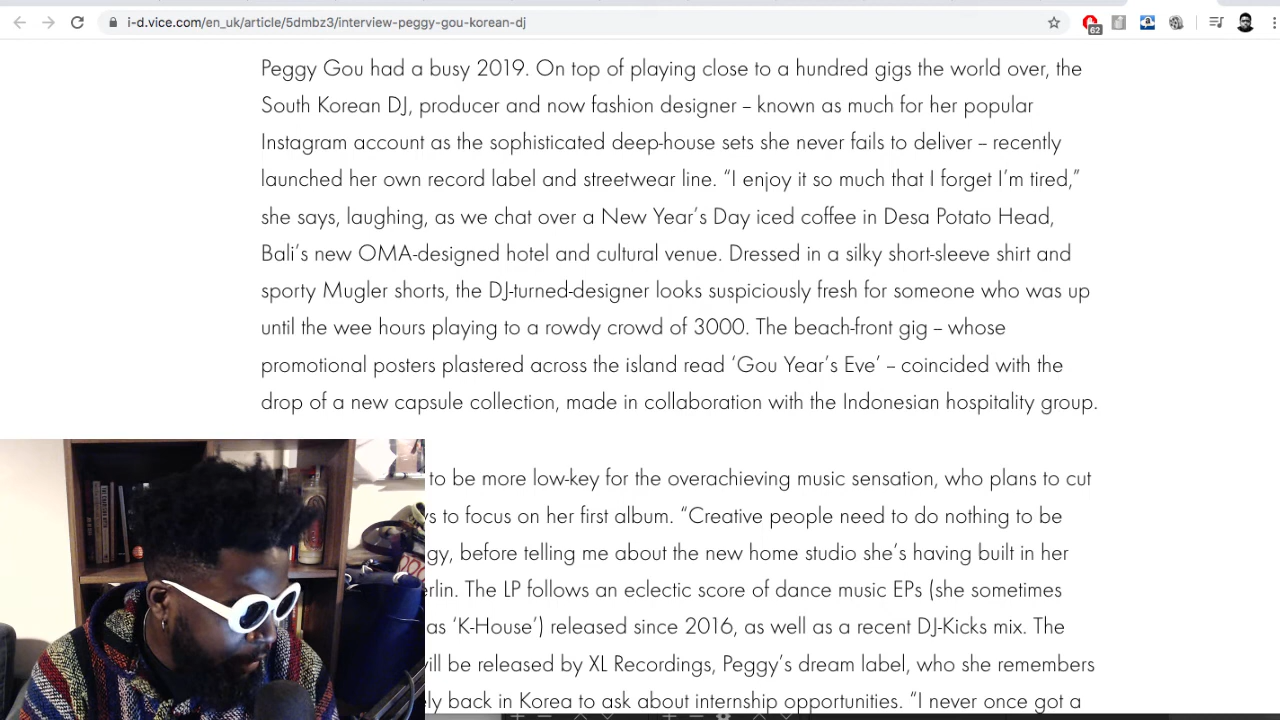 i-d.vice.com/en_uk/article/5dmbz3/interview-peggy-gou-korean-dj
62
Peggy Gou had a busy 2019. On top of playing close to a hundred gigs the world over, the
South Korean DJ, producer and now fashion designer – known as much for her popular
Instagram account as the sophisticated deep-house sets she never fails to deliver – recently
launched her own record label and streetwear line. “I enjoy it so much that I forget I’m tired,”
she says, laughing, as we chat over a New Year’s Day iced coffee in Desa Potato Head,
Bali’s new OMA-designed hotel and cultural venue. Dressed in a silky short-sleeve shirt and
sporty Mugler shorts, the DJ-turned-designer looks suspiciously fresh for someone who was up
until the wee hours playing to a rowdy crowd of 3000. The beach-front gig – whose
promotional posters plastered across the island read ‘Gou Year’s Eve’ – coincided with the
drop of a new capsule collection, made in collaboration with the Indonesian hospitality group.
to be more low-key for the overachieving music sensation, who plans to cut
to focus on her first album. “Creative people need to do nothing to be
gy, before telling me about the new home studio she’s having built in her
erlin. The LP follows an eclectic score of dance music EPs (she sometimes
as ‘K-House’) released since 2016, as well as a recent DJ-Kicks mix. The
ill be released by XL Recordings, Peggy’s dream label, who she remembers
ly back in Korea to ask about internship opportunities. “I never once got a